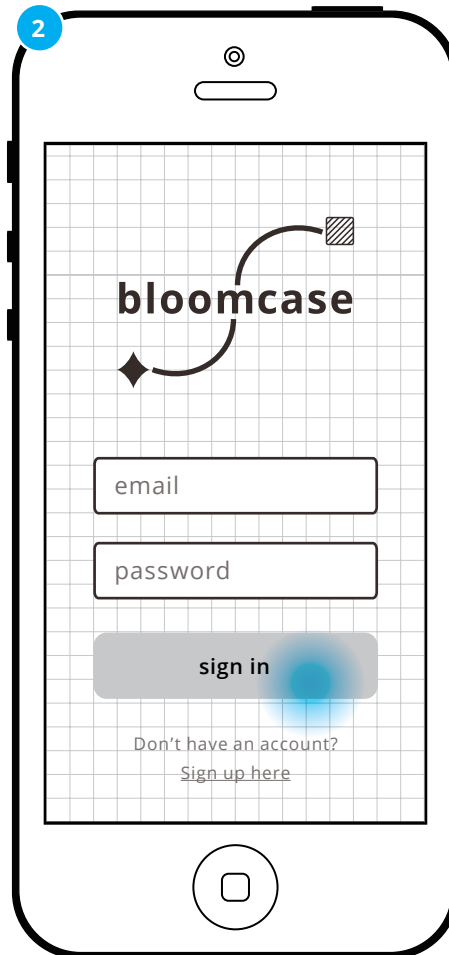 2
bloomcase
email
password
sign in
Don’t have an account?
Sign up here